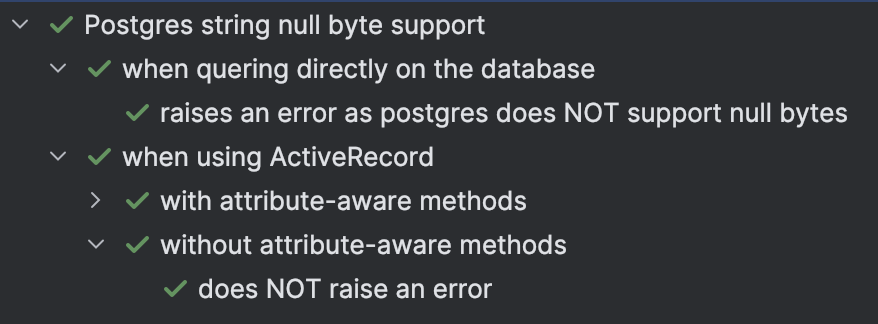 Postgres string null byte support
when quering directly on the database
raises an error as postgres does NOT support null bytes
when using ActiveRecord
with attribute-aware methods
without attribute-aware methods
does NOT raise an error